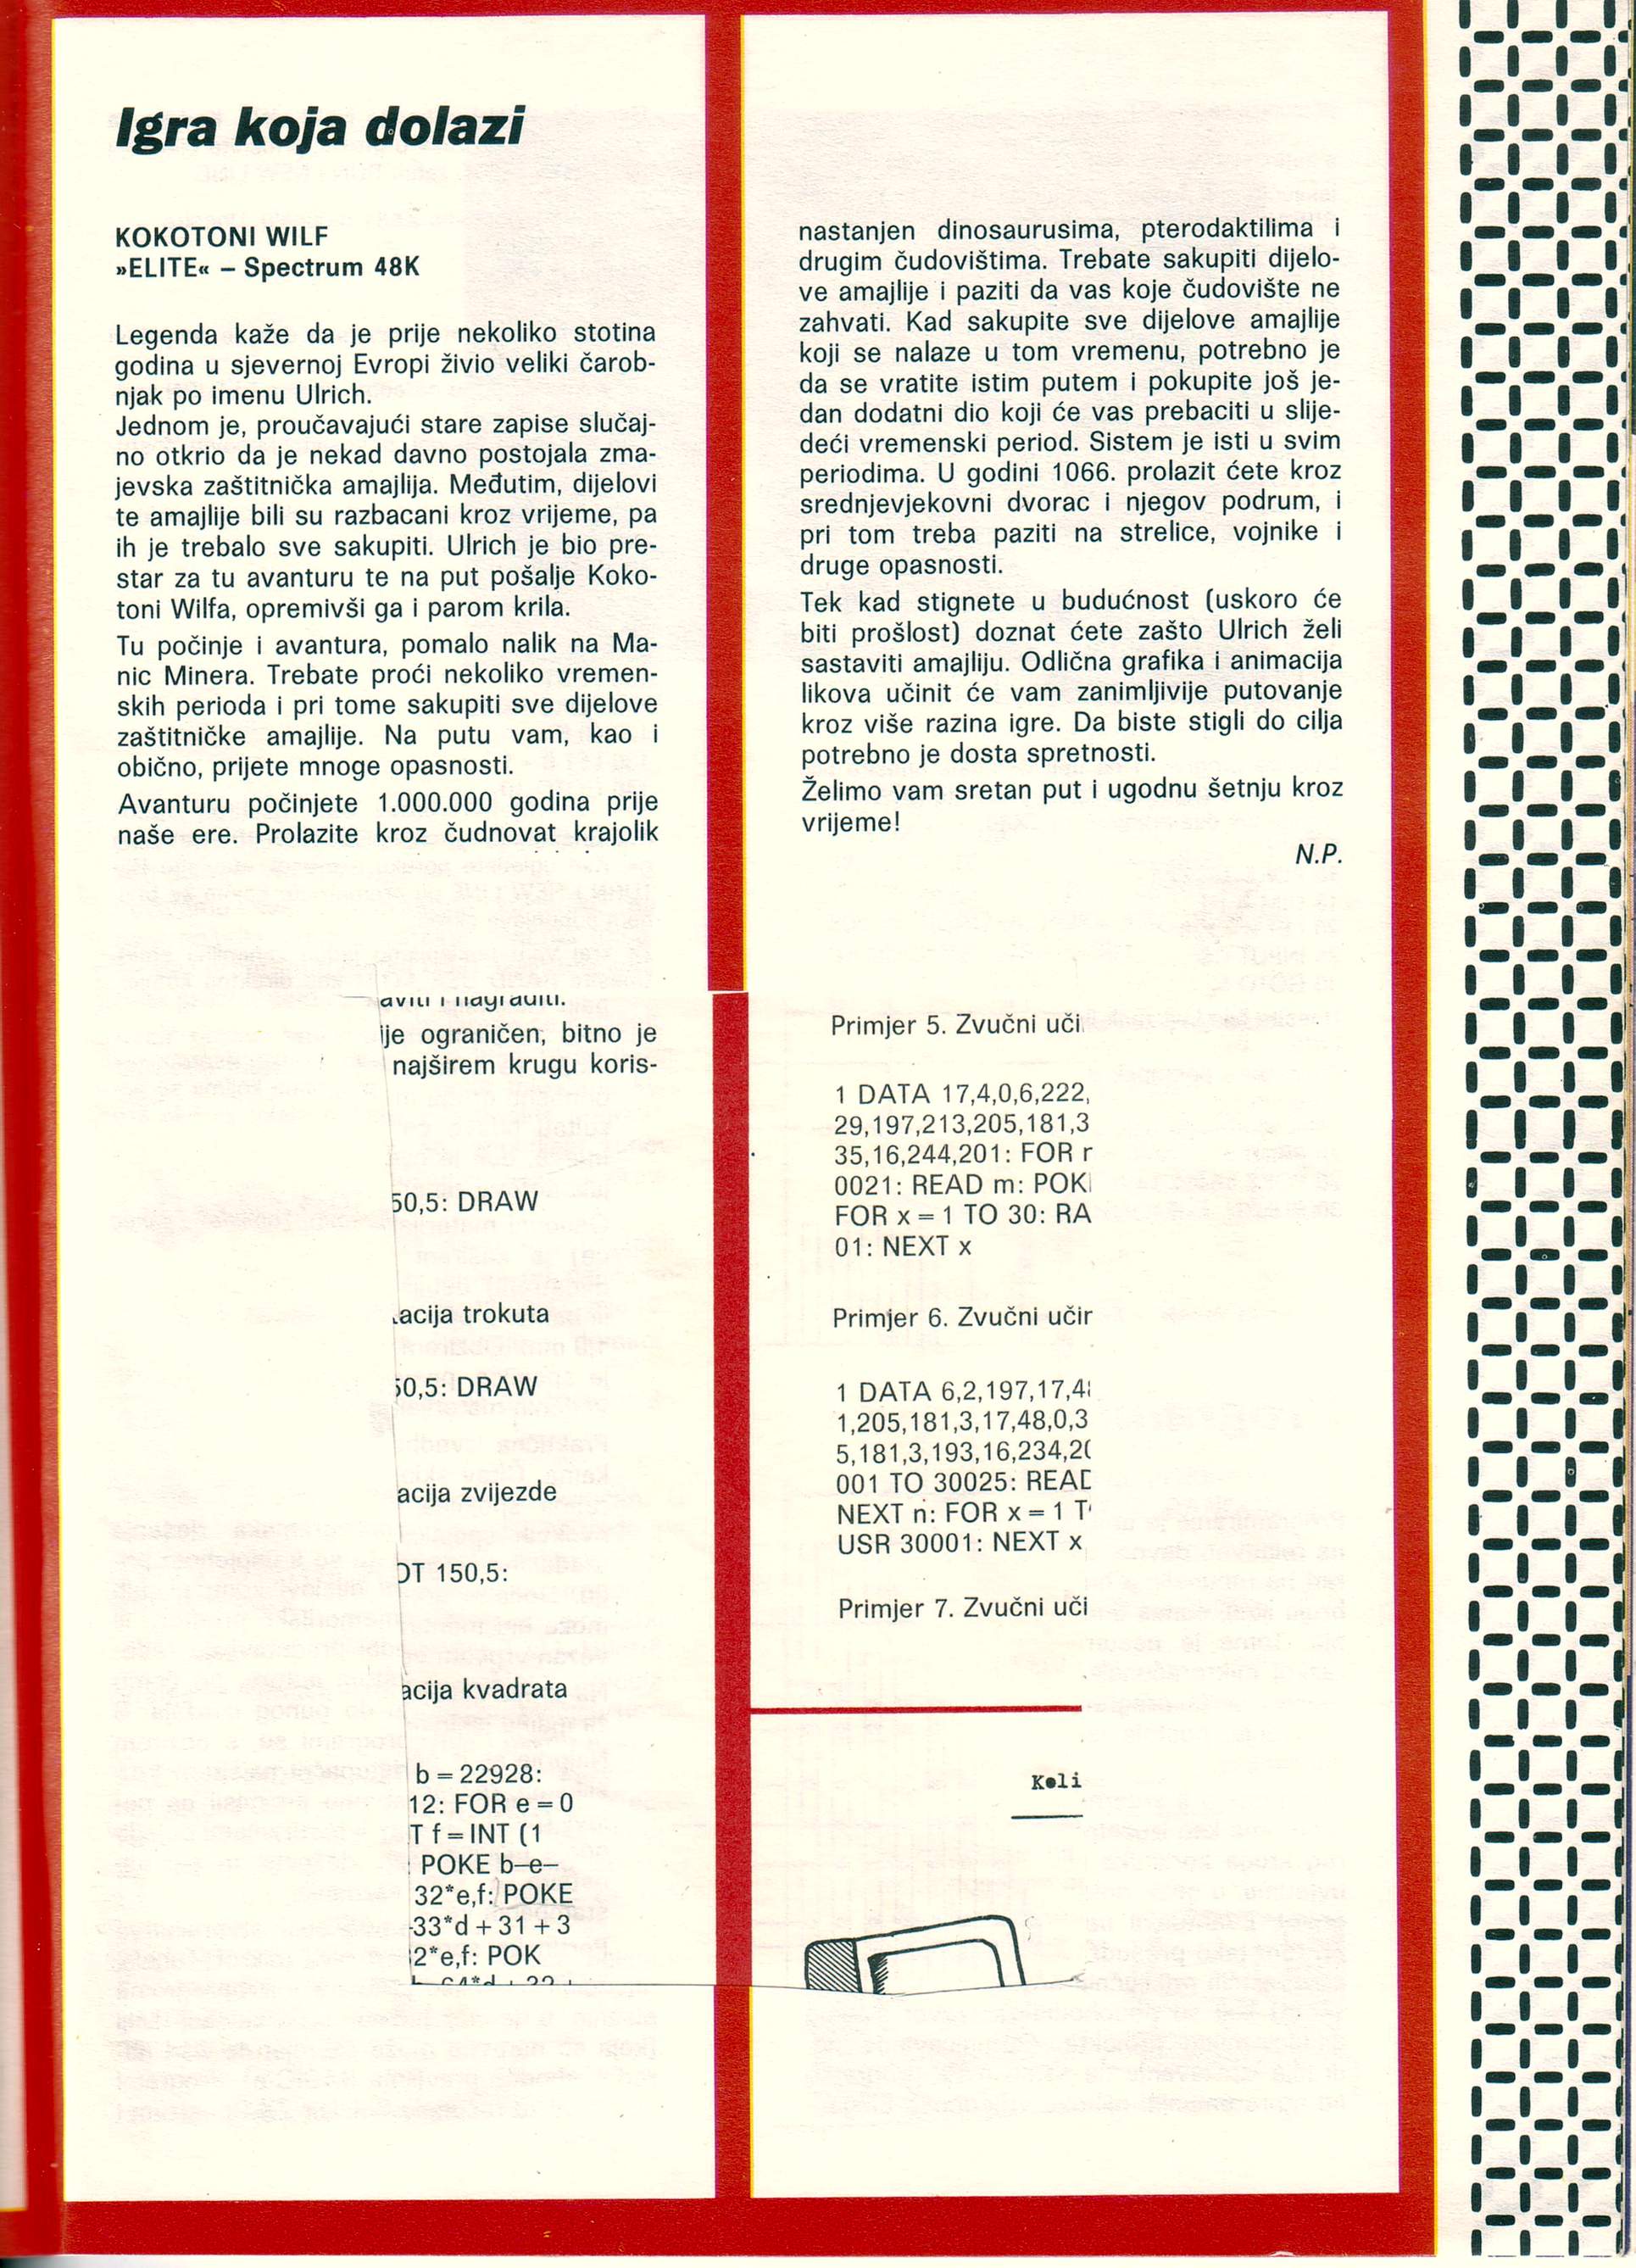 Igra koja dolazi
KOKOTONI WILF
»ELITE« – Spectrum 48K
Legenda kaže da je prije nekoliko stotina
godina u sjevernoj Evropi živio veliki čarob-
njak po imenu Ulrich.
Jednom je, proučavajući stare zapise slučaj-
no otkrio da je nekad davno postojala zma-
jevska zaštitnička amajlija. Međutim, dijelovi
te amajlije bili su razbacani kroz vrijeme, pa
ih je trebalo sve sakupiti. Ulrich je bio pre-
star za tu avanturu te na put pošalje Koko-
toni Wilfa, opremivši ga i parom krila.
Tu počinje i avantura, pomalo nalik na Ma-
nic Minera. Trebate proći nekoliko vremen-
skih perioda i pri tome sakupiti sve dijelove
zaštitničke amajlije. Na putu vam, kao i
obično, prijete mnoge opasnosti.
Avanturu počinjete 1.000.000 godina prije
naše ere. Prolazite kroz čudnovat krajolik
nastanjen dinosaurusima, pterodaktilima i
drugim čudovištima. Trebate sakupiti dijelo-
ve amajlije i paziti da vas koje čudovište ne
zahvati. Kad sakupite sve dijelove amajlije
koji se nalaze u tom vremenu, potrebno je
da se vratite istim putem i pokupite još je-
dan dodatni dio koji će vas prebaciti u slije-
deći vremenski period. Sistem je isti u svim
periodima. U godini 1066. prolazit ćete kroz
srednjevjekovni dvorac i njegov podrum, i
pri tom treba paziti na strelice, vojnike i
druge opasnosti.
Tek kad stignete u budućnost (uskoro će
biti prošlost) doznat ćete zašto Ulrich želi
sastaviti amajliju. Odlična grafika i animacija
likova učinit će vam zanimljivije putovanje
kroz više razina igre. Da biste stigli do cilja
potrebno je dosta spretnosti.
Želimo vam sretan put i ugodnu šetnju kroz
vrijeme!
N.P.
aviti i nagraditi.
je ograničen, bitno je
najširem krugu koris-
50,5: DRAW
acija trokuta
50,5: DRAW
acija zvijezde
OT 150,5:
acija kvadrata
b = 22928:
12: FOR e = 0
T f = INT (1
: POKE b–e–
32*e,f: POKE
-33*d + 31 + 3
2*e,f: POK
Primjer 5. Zvučni uči
1 DATA 17,4,0,6,222,
29,197,213,205,181,3
35,16,244,201: FOR
0021: READ m: POK
FOR x = 1 TO 30: RA
01: NEXT x
Primjer 6. Zvučni učin
1 DATA 6,2,197,17,4
1,205,181,3,17,48,0,3
5,181,3,193,16,234,20
001 TO 30025: READ
NEXT n: FOR x = 1 T
USR 30001: NEXT x
Primjer 7. Zvučni uči
Koli